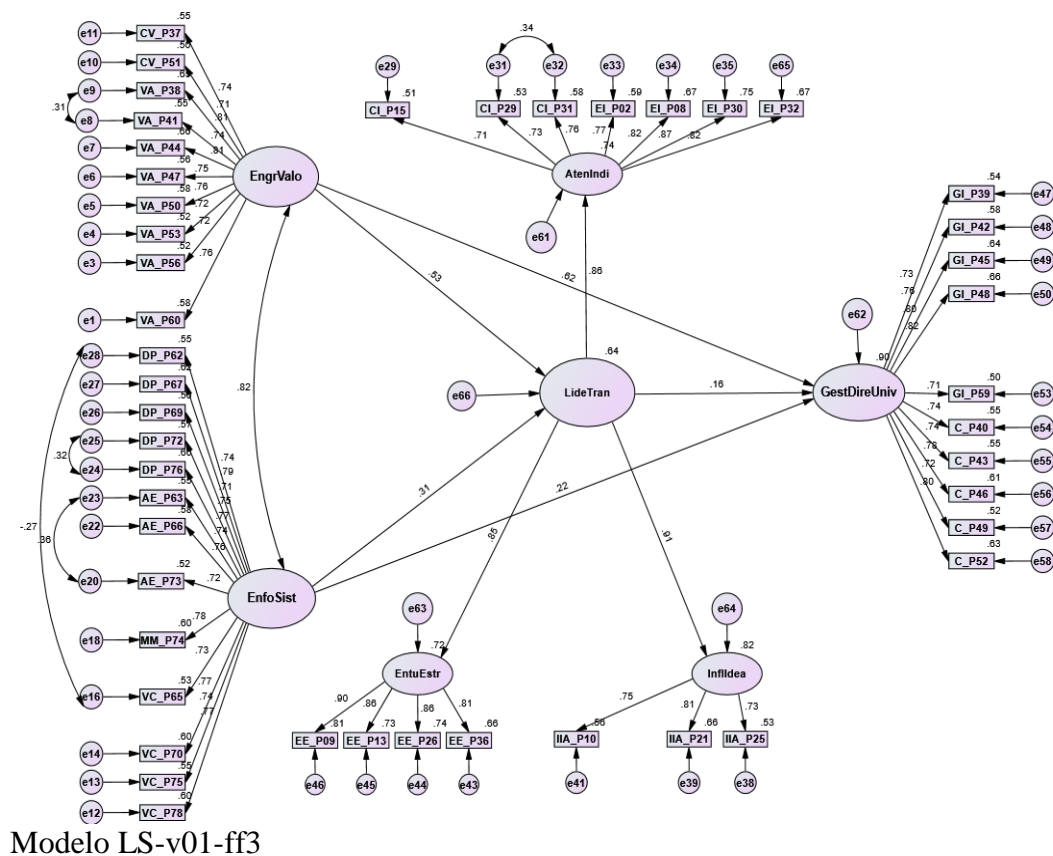 e11 CV_P37 .55
e10 CV_P51 .50
e9 VA_P38 .65
e8 VA_P41 .55
.31
e7 VA_P44 .66
e6 VA_P47 .56
e5 VA_P50 .58
e4 VA_P53 .52
e3 VA_P56 .52
e1 VA_P60 .58
.74
.71
.81
.74
.81
.75
.76
.72
.72
.76
EngrValo
.34
e29 e31 e32 e33 e34 e35 e65
.51 .53 .58 .59 .67 .75 .67
CI_P15 CI_P29 CI_P31 EI_P02 EI_P08 EI_P30 EI_P32
.71 .73 .76 .77 .82 .87 .82
.74
AtenIndi
e61
.86
.53
.62
.82
e66
.64
LideTran
.16
e62
.90
GestDireUniv
.54
GI_P39 e47
.58
GI_P42 e48
.64
GI_P45 e49
.66
GI_P48 e50
.73
.76
.80
.82
.50
GI_P59 e53
.55
C_P40 e54
.55
C_P43 e55
.61
C_P46 e56
.52
C_P49 e57
.63
C_P52 e58
.71
.74
.74
.78
.72
.80
e28 DP_P62 .55
e27 DP_P67 .62
e26 DP_P69
e25 DP_P72
.32
e24 DP_P76
e23 AE_P63
e22 AE_P66 .58
.36
-.27
e20 AE_P73 .52
e18 MM_P74 .60
e16 VC_P65 .53
e14 VC_P70 .60
e13 VC_P75 .55
e12 VC_P78 .60
.74
.79
.71
.75
.77
.74
.76
.72
.78
.73
.77
.74
.77
EnfoSist
.31
.22
.85
.91
e63
.72
EntuEstr
.90 .86 .86 .81
.81 .73 .74 .66
EE_P09 EE_P13 EE_P26 EE_P36
e46 e45 e44 e43
e64
.82
InflIdea
.75 .81 .73
.56 .66 .53
IIA_P10 IIA_P21 IIA_P25
e41 e39 e38
Modelo LS-v01-ff3